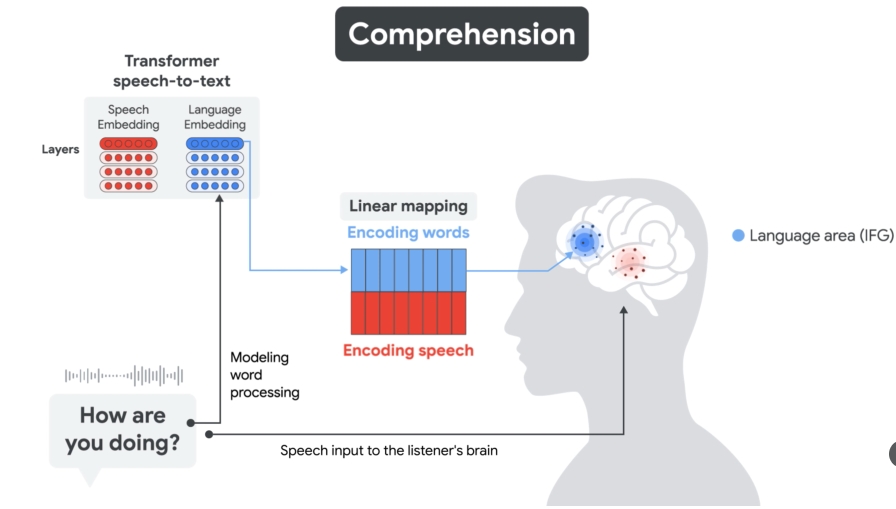 Comprehension
Transformer
speech-to-text
Speech
Embedding
Language
Embedding
Layers
Linear mapping
Encoding words
Encoding speech
Language area (IFG)
Modeling
word
processing
How are
you doing?
Speech input to the listener's brain